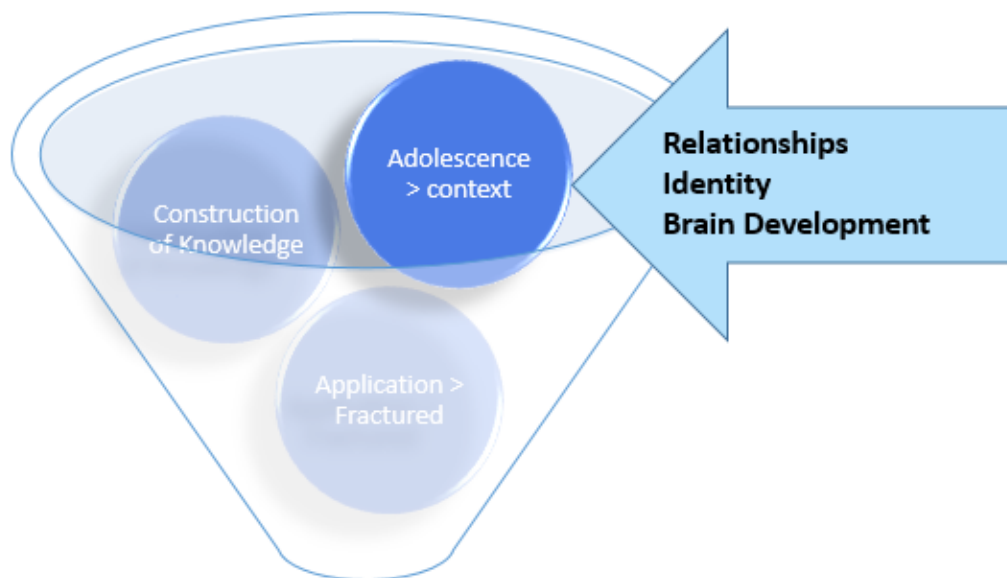 Adolescence
> context
Construction
of Knowledge
Application >
Fractured
Relationships
Identity
Brain Development